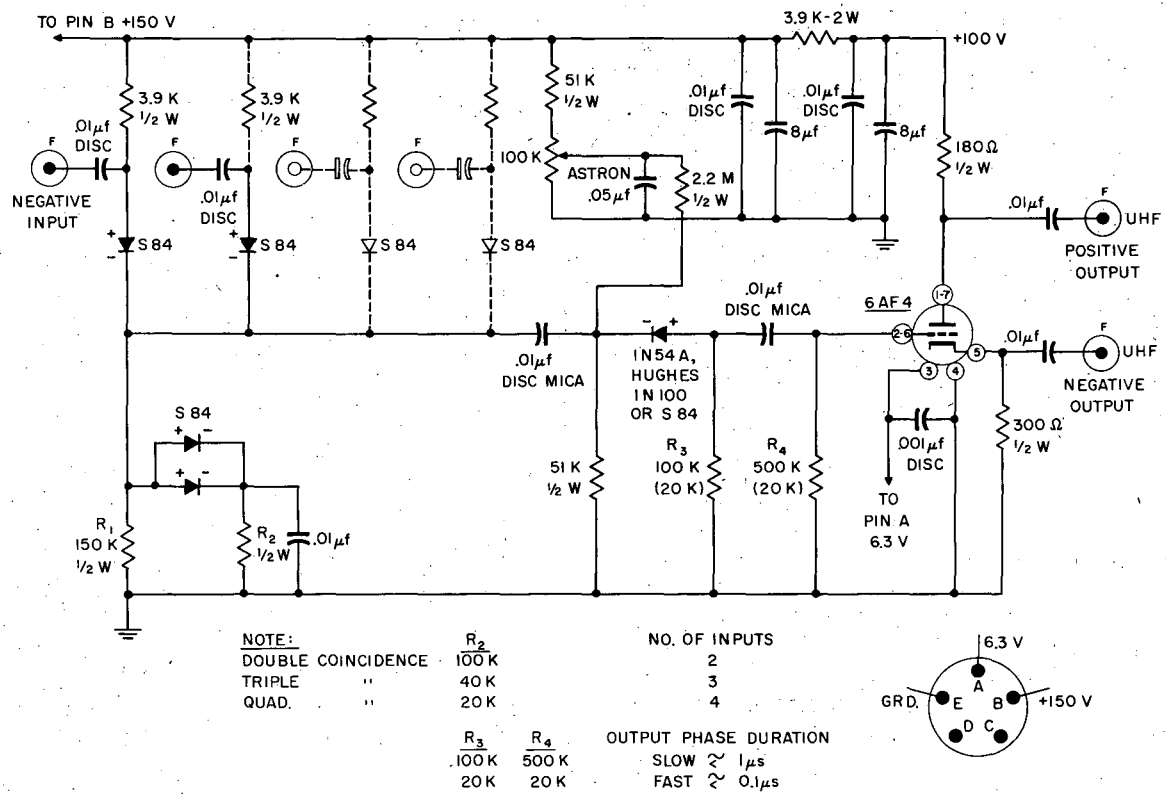 TO PIN B +150 V
3.9 K-2 W
+100 V
3.9 K
1/2 W
3.9 K
1/2 W
51 K
1/2 W
.01μf
DISC
.01μf
DISC
8μf
8μf
180Ω
1/2 W
.01μf
DISC
F
F
F
F
NEGATIVE
INPUT
.01μf
DISC
100 K
ASTRON
.05μf
2.2 M
1/2 W
.01μf
F
UHF
POSITIVE
OUTPUT
+
-
S 84
+
-
S 84
S 84
S 84
.01μf
DISC MICA
.01μf
DISC MICA
- +
1N54 A,
HUGHES
1N 100
OR S 84
6 AF4
1-7
2-6
5
3
4
.01μf
F
UHF
NEGATIVE
OUTPUT
300 Ω
1/2 W
.001μf
DISC
TO
PIN A
6.3 V
S 84
+ -
+ -
R1
150 K
1/2 W
R2
1/2 W
.01μf
51 K
1/2 W
R3
100 K
(20 K)
R4
500 K
(20 K)
NOTE: R2 NO. OF INPUTS
DOUBLE COINCIDENCE 100 K 2
TRIPLE " 40 K 3
QUAD. " 20 K 4
R3 R4 OUTPUT PHASE DURATION
.100 K 500 K SLOW ≈ 1μs
20 K 20 K FAST ≈ 0.1μs
6.3 V
GRD.
+150 V
A
E
B
D
C